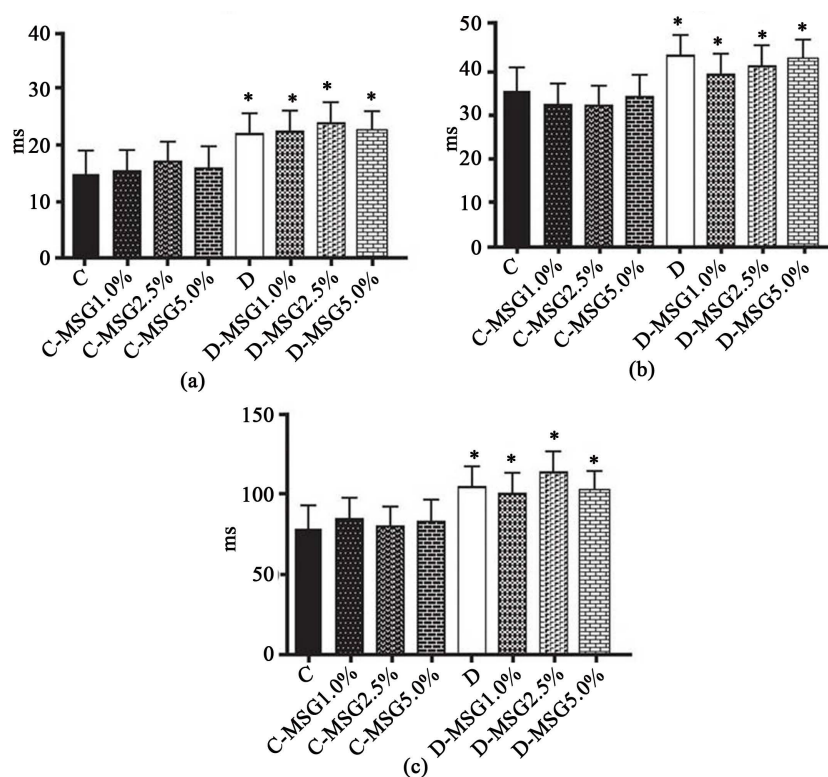 40
30
20
10
0
ms
* * * *
C
C-MSG1.0%
C-MSG2.5%
C-MSG5.0%
D
D-MSG1.0%
D-MSG2.5%
D-MSG5.0%
(a)
50
40
30
20
10
0
ms
* * * *
C
C-MSG1.0%
C-MSG2.5%
C-MSG5.0%
D
D-MSG1.0%
D-MSG2.5%
D-MSG5.0%
(b)
150
100
50
0
ms
* * * *
C
C-MSG1.0%
C-MSG2.5%
C-MSG5.0%
D
D-MSG1.0%
D-MSG2.5%
D-MSG5.0%
(c)